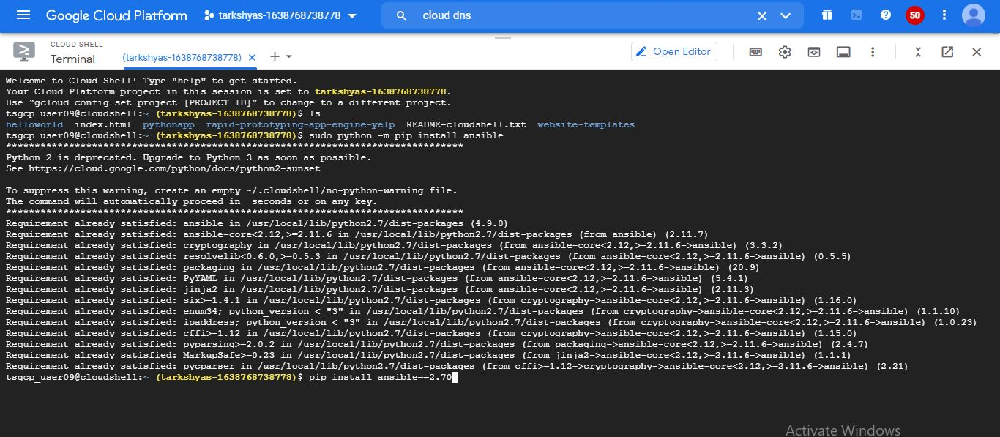 Google Cloud Platform
tarkshyas-1638768738778
cloud dns
50
CLOUD SHELL
Terminal
(tarkshyas-1638768738778)
Open Editor
Welcome to Cloud Shell! Type "help" to get started.
Your Cloud Platform project in this session is set to tarkshyas-1638768738778.
Use “gcloud config set project [PROJECT_ID]” to change to a different project.
tsgcp_user09@cloudshell:~ (tarkshyas-1638768738778)$ ls
helloworld index.html pythonapp rapid-prototyping-app-engine-yelp README-cloudshell.txt website-templates
tsgcp_user09@cloudshell:~ (tarkshyas-1638768738778)$ sudo python -m pip install ansible
********************************************************************************
Python 2 is deprecated. Upgrade to Python 3 as soon as possible.
See https://cloud.google.com/python/docs/python2-sunset
To suppress this warning, create an empty ~/.cloudshell/no-python-warning file.
The command will automatically proceed in  seconds or on any key.
********************************************************************************
Requirement already satisfied: ansible in /usr/local/lib/python2.7/dist-packages (4.9.0)
Requirement already satisfied: ansible-core<2.12,>=2.11.6 in /usr/local/lib/python2.7/dist-packages (from ansible) (2.11.7)
Requirement already satisfied: cryptography in /usr/local/lib/python2.7/dist-packages (from ansible-core<2.12,>=2.11.6->ansible) (3.3.2)
Requirement already satisfied: resolvelib<0.6.0,>=0.5.3 in /usr/local/lib/python2.7/dist-packages (from ansible-core<2.12,>=2.11.6->ansible) (0.5.5)
Requirement already satisfied: packaging in /usr/local/lib/python2.7/dist-packages (from ansible-core<2.12,>=2.11.6->ansible) (20.9)
Requirement already satisfied: PyYAML in /usr/local/lib/python2.7/dist-packages (from ansible-core<2.12,>=2.11.6->ansible) (5.4.1)
Requirement already satisfied: jinja2 in /usr/local/lib/python2.7/dist-packages (from ansible-core<2.12,>=2.11.6->ansible) (2.11.3)
Requirement already satisfied: six>=1.4.1 in /usr/local/lib/python2.7/dist-packages (from cryptography->ansible-core<2.12,>=2.11.6->ansible) (1.16.0)
Requirement already satisfied: enum34; python_version < "3" in /usr/local/lib/python2.7/dist-packages (from cryptography->ansible-core<2.12,>=2.11.6->ansible) (1.1.10)
Requirement already satisfied: ipaddress; python_version < "3" in /usr/local/lib/python2.7/dist-packages (from cryptography->ansible-core<2.12,>=2.11.6->ansible) (1.0.23)
Requirement already satisfied: cffi>=1.12 in /usr/local/lib/python2.7/dist-packages (from cryptography->ansible-core<2.12,>=2.11.6->ansible) (1.15.0)
Requirement already satisfied: pyparsing>=2.0.2 in /usr/local/lib/python2.7/dist-packages (from packaging->ansible-core<2.12,>=2.11.6->ansible) (2.4.7)
Requirement already satisfied: MarkupSafe>=0.23 in /usr/local/lib/python2.7/dist-packages (from jinja2->ansible-core<2.12,>=2.11.6->ansible) (1.1.1)
Requirement already satisfied: pycparser in /usr/local/lib/python2.7/dist-packages (from cffi>=1.12->cryptography->ansible-core<2.12,>=2.11.6->ansible) (2.21)
tsgcp_user09@cloudshell:~ (tarkshyas-1638768738778)$ pip install ansible==2.70
Activate Windows